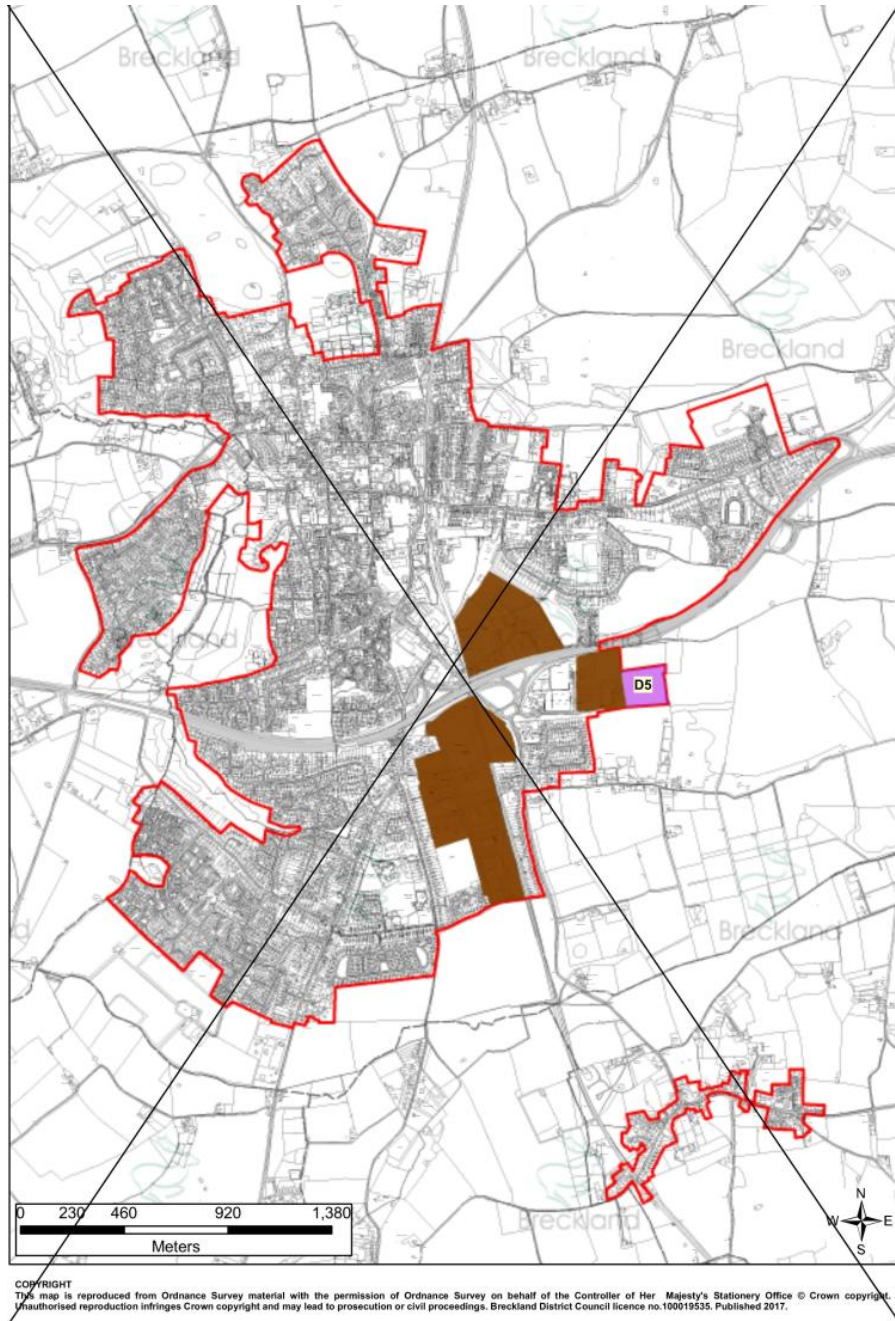 Breckland
Breckland
Breckland
D5
Breckland
Breckland
Breckland
Breckland
0 230 460 920 1,380
Meters
N
W E
S
COPYRIGHT
This map is reproduced from Ordnance Survey material with the permission of Ordnance Survey on behalf of the Controller of Her Majesty's Stationery Office © Crown copyright.
Unauthorised reproduction infringes Crown copyright and may lead to prosecution or civil proceedings. Breckland District Council licence no.100019535. Published 2017.